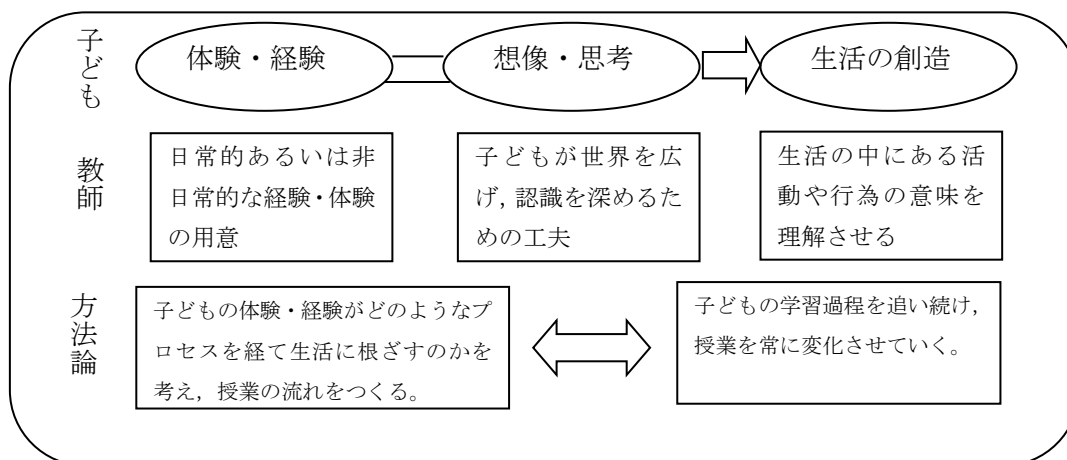 子ども
体験・経験
想像・思考
生活の創造
教師
日常的あるいは非
日常的な経験・体験
の用意
子どもが世界を広
げ，認識を深めるた
めの工夫
生活の中にある活
動や行為の意味を
理解させる
方法論
子どもの体験・経験がどのようなプ
ロセスを経て生活に根ざすのかを
考え，授業の流れをつくる。
子どもの学習過程を追い続け，
授業を常に変化させていく。